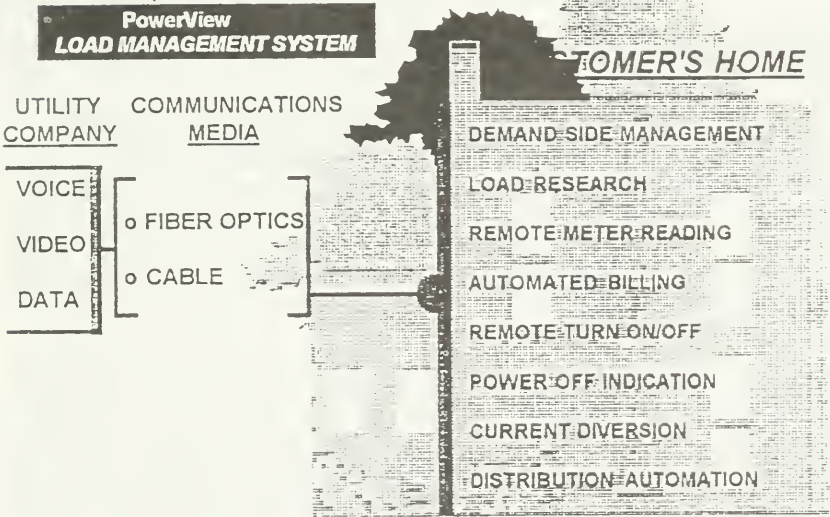 PowerView
LOAD MANAGEMENT SYSTEM
TOMER'S HOME
UTILITY COMPANY
COMMUNICATIONS MEDIA
VOICE
VIDEO
DATA
o FIBER OPTICS
o CABLE
DEMAND SIDE MANAGEMENT
LOAD RESEARCH
REMOTE METER READING
AUTOMATED BILLING
REMOTE TURN ON/OFF
POWER OFF INDICATION
CURRENT DIVERSION
DISTRIBUTION AUTOMATION